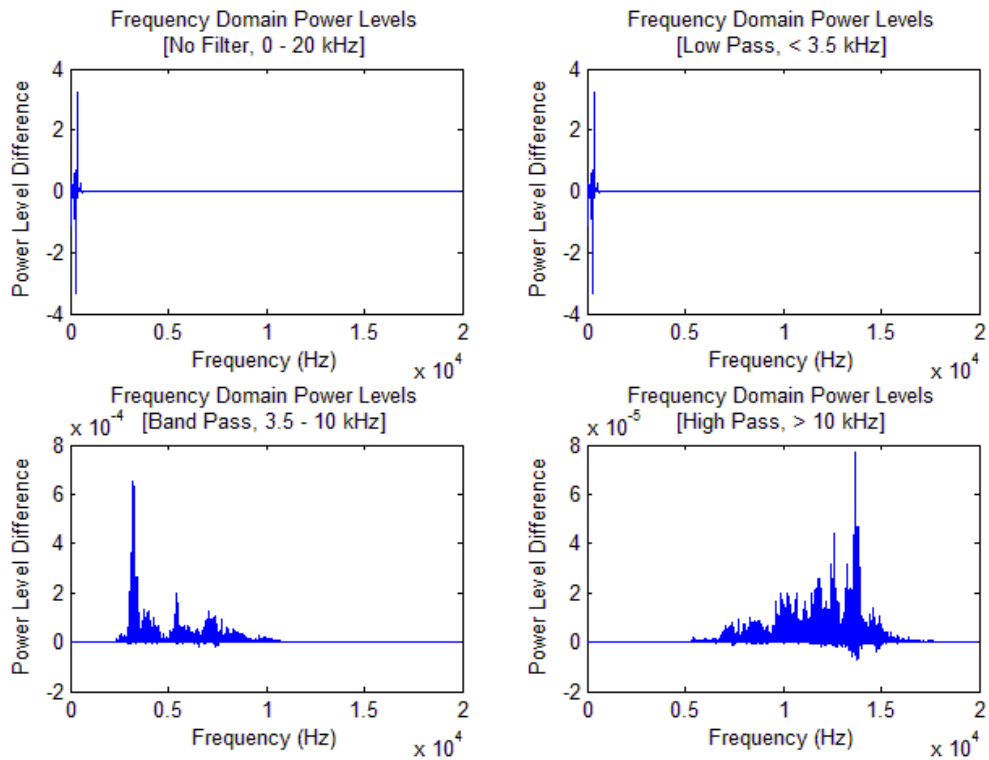 Frequency Domain Power Levels
[No Filter, 0 - 20 kHz]
4
2
0
-2
-4
Power Level Difference
0
0.5
1
1.5
2
Frequency (Hz)
x 10^4
Frequency Domain Power Levels
[Low Pass, < 3.5 kHz]
4
2
0
-2
-4
Power Level Difference
0
0.5
1
1.5
2
Frequency (Hz)
x 10^4
Frequency Domain Power Levels
x 10^-4 [Band Pass, 3.5 - 10 kHz]
8
6
4
2
0
-2
Power Level Difference
0
0.5
1
1.5
2
Frequency (Hz)
x 10^4
Frequency Domain Power Levels
x 10^-5 [High Pass, > 10 kHz]
8
6
4
2
0
-2
Power Level Difference
0
0.5
1
1.5
2
Frequency (Hz)
x 10^4